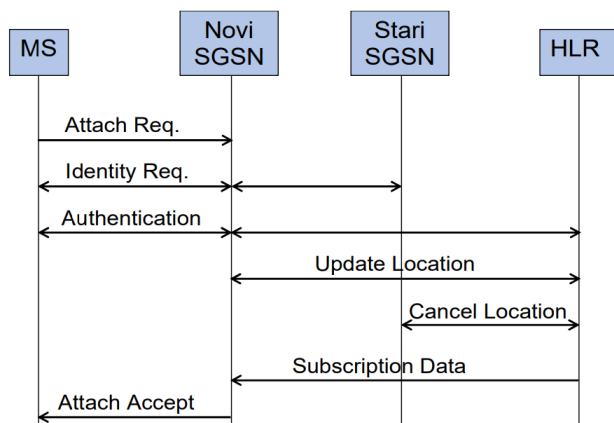 MS
Novi
SGSN
Stari
SGSN
HLR
Attach Req.
Identity Req.
Authentication
Update Location
Cancel Location
Subscription Data
Attach Accept